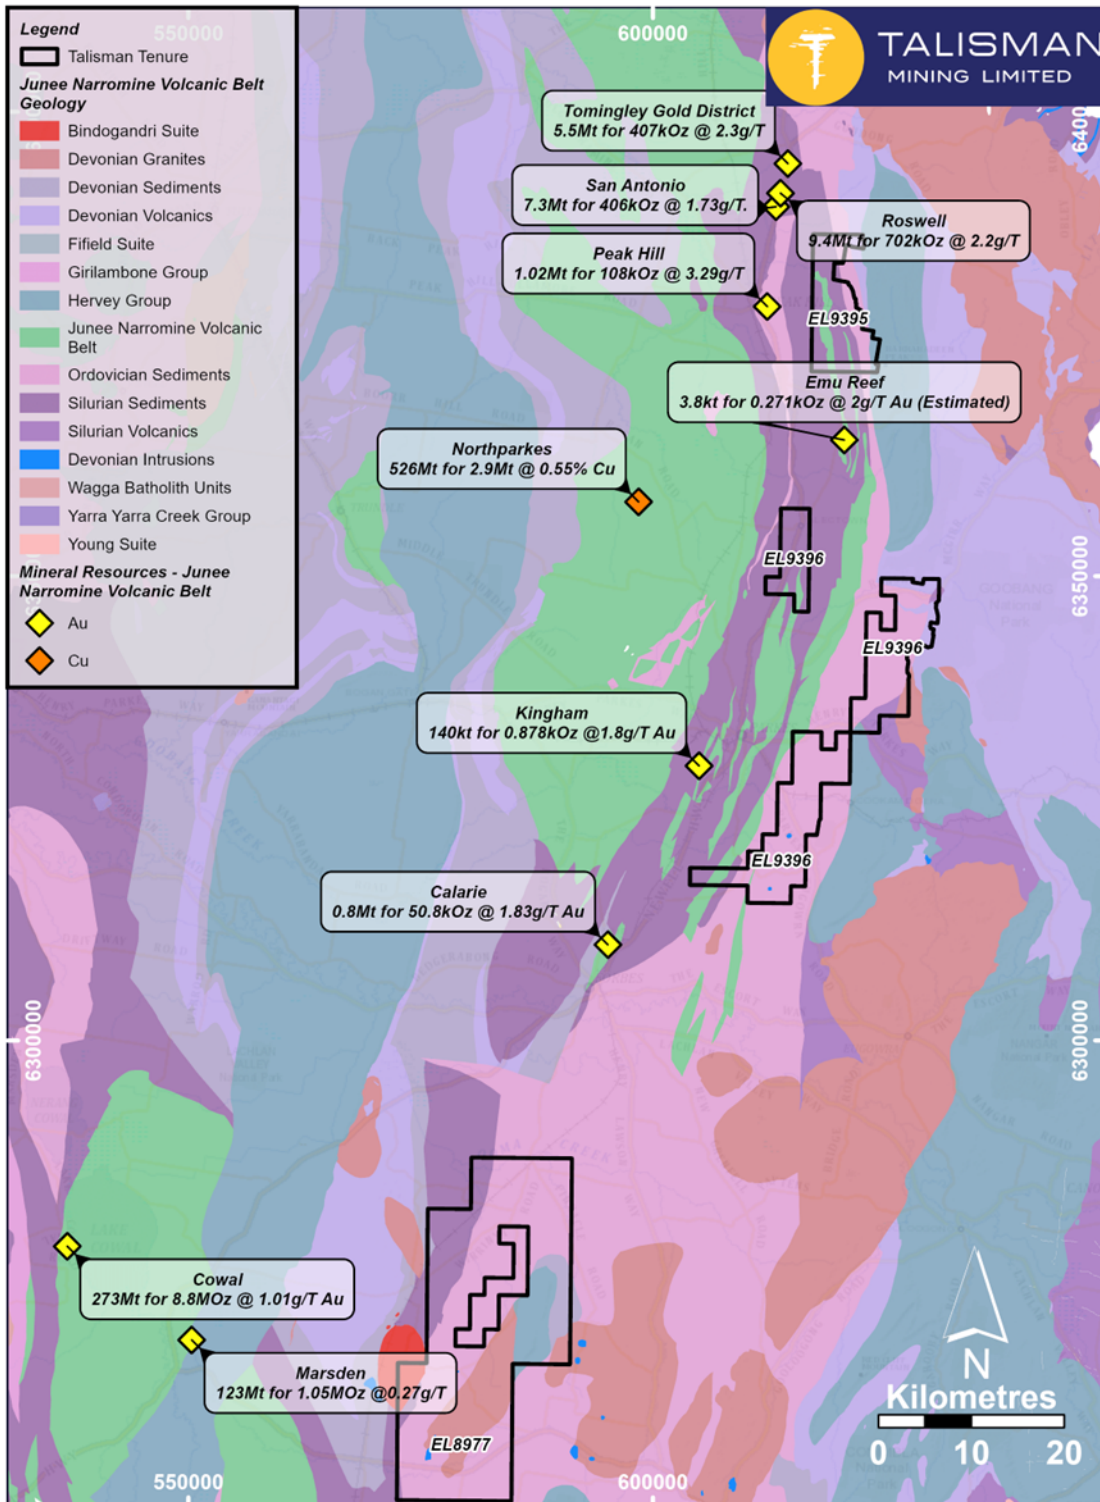 Legend
Talisman Tenure
Junee Narromine Volcanic Belt
Geology
Bindogandri Suite
Devonian Granites
Devonian Sediments
Devonian Volcanics
Fifield Suite
Girilambone Group
Hervey Group
Junee Narromine Volcanic
Belt
Ordovician Sediments
Silurian Sediments
Silurian Volcanics
Devonian Intrusions
Wagga Batholith Units
Yarra Yarra Creek Group
Young Suite
Mineral Resources - Junee
Narromine Volcanic Belt
Au
Cu
550000
600000
TALISMAN
MINING LIMITED
Tomingley Gold District
5.5Mt for 407kOz @ 2.3g/T
San Antonio
7.3Mt for 406kOz @ 1.73g/T.
Roswell
9.4Mt for 702kOz @ 2.2g/T
Peak Hill
1.02Mt for 108kOz @ 3.29g/T
EL9395
Emu Reef
3.8kt for 0.271kOz @ 2g/T Au (Estimated)
Northparkes
526Mt for 2.9Mt @ 0.55% Cu
EL9396
6350000
EL9396
Kingham
140kt for 0.878kOz @1.8g/T Au
EL9396
Calarie
0.8Mt for 50.8kOz @ 1.83g/T Au
6300000
6300000
Cowal
273Mt for 8.8MOz @ 1.01g/T Au
Marsden
123Mt for 1.05MOz @0.27g/T
EL8977
N
Kilometres
0 10 20
550000
600000